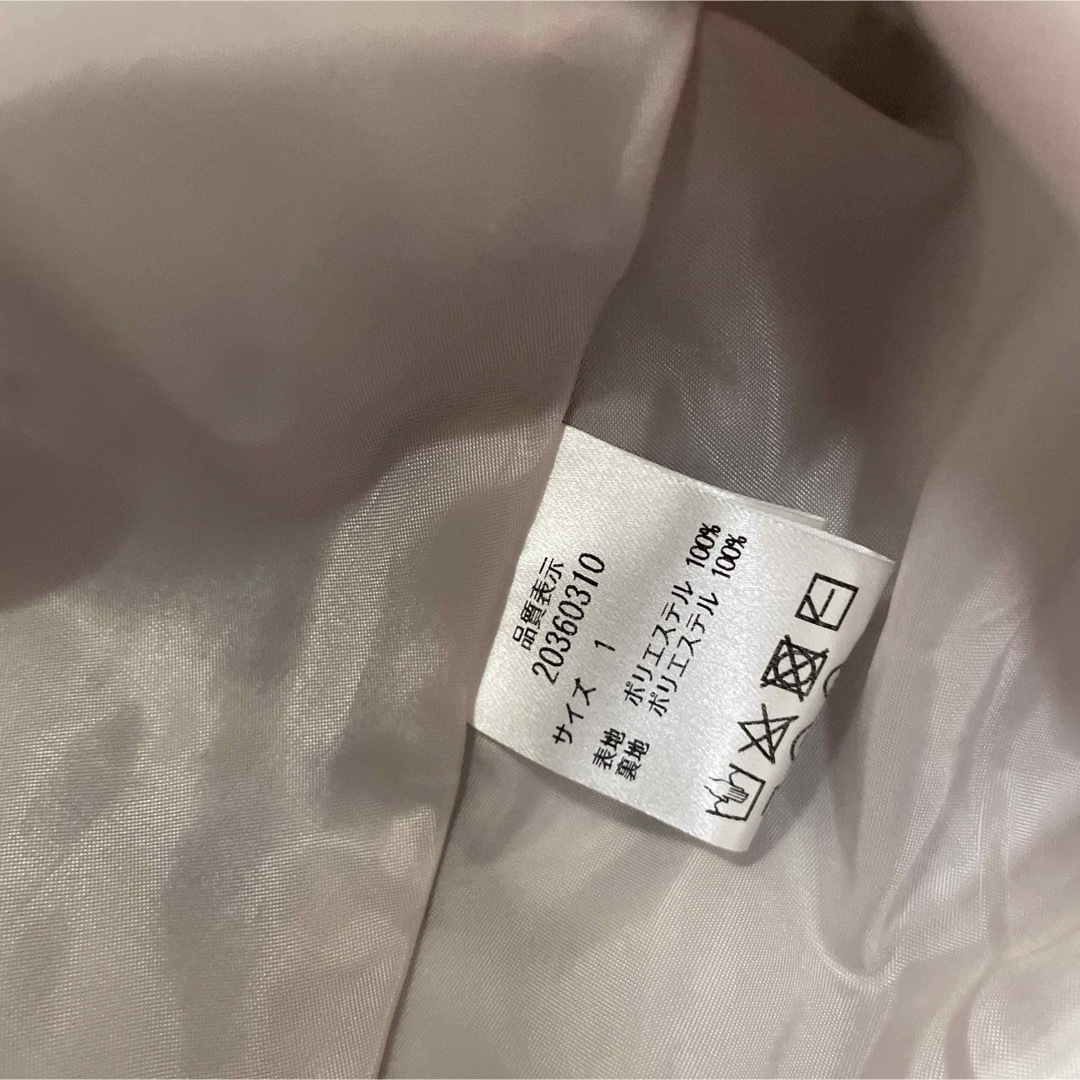 品質表示
20360310
サイズ 1
表地 ポリエステル 100%
裏地 ポリエステル 100%